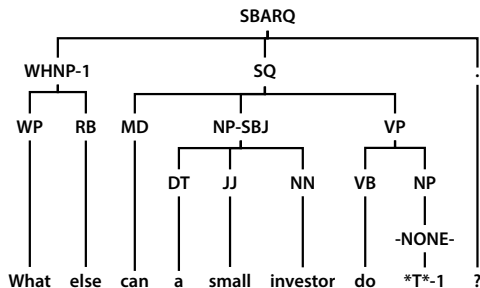 SBARQ
WHNP-1 SQ .
WP RB MD NP-SBJ VP
DT JJ NN VB NP
-NONE-
What else can a small investor do *T*-1 ?